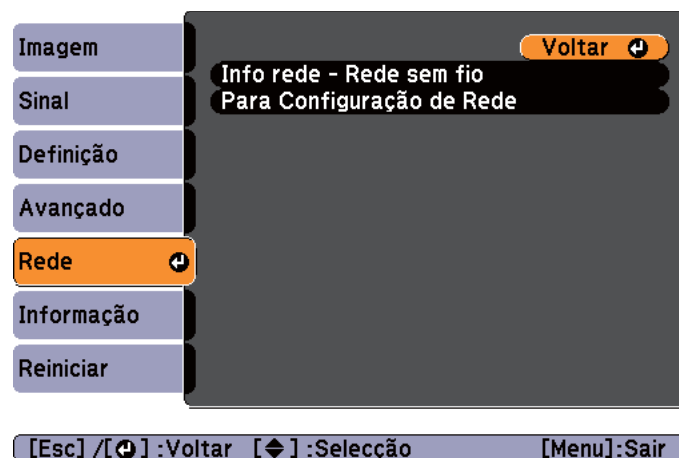 Imagem
Sinal
Definição
Avançado
Rede
Informação
Reiniciar
Voltar
Info rede - Rede sem fio
Para Configuração de Rede
[Esc] /[ ] :Voltar [ ] :Selecção [Menu]:Sair